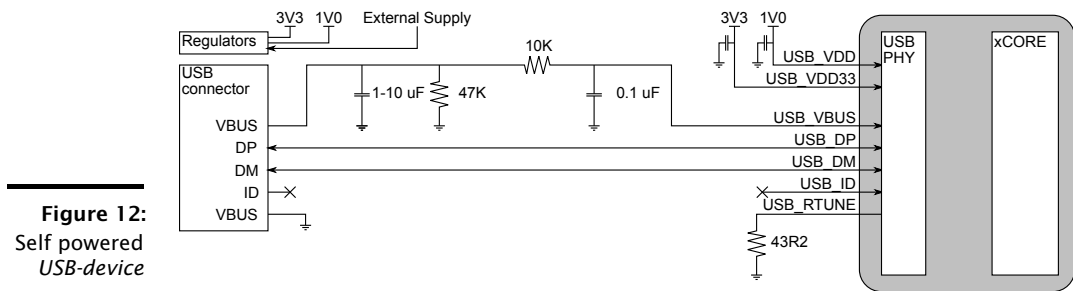 3V3 1V0 External Supply
Regulators
USB
connector
10K
1-10 uF 47K 0.1 uF
VBUS
DP
DM
ID
VBUS
3V3 1V0
USB
PHY
xCORE
USB_VDD
USB_VDD33
USB_VBUS
USB_DP
USB_DM
USB_ID
USB_RTUNE
43R2
Figure 12:
Self powered
USB-device